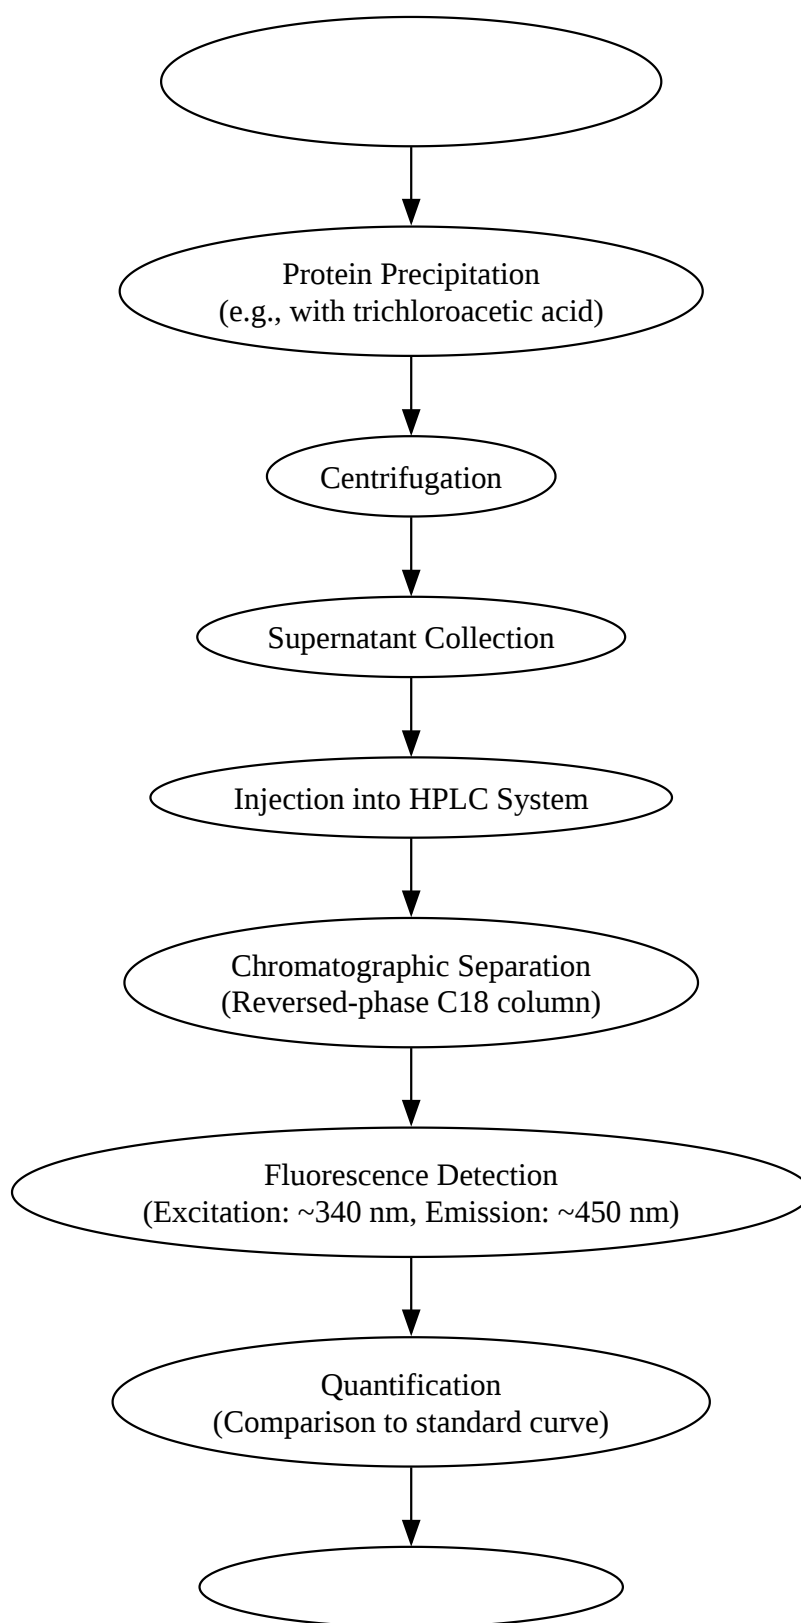 Protein Precipitation
(e.g., with trichloroacetic acid)
Centrifugation
Supernatant Collection
Injection into HPLC System
Chromatographic Separation
(Reversed-phase C18 column)
Fluorescence Detection
(Excitation: ~340 nm, Emission: ~450 nm)
Quantification
(Comparison to standard curve)